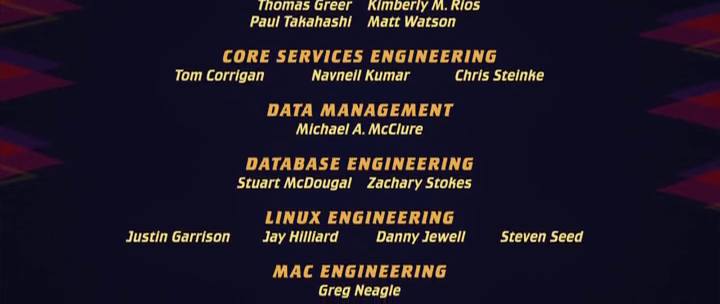 Thomas Greer Kimberly M. Rios
Paul Takahashi Matt Watson
CORE SERVICES ENGINEERING
Tom Corrigan Navneil Kumar Chris Steinke
DATA MANAGEMENT
Michael A. McClure
DATABASE ENGINEERING
Stuart McDougal Zachary Stokes
LINUX ENGINEERING
Justin Garrison Jay Hilliard Danny Jewell Steven Seed
MAC ENGINEERING
Greg Neagle